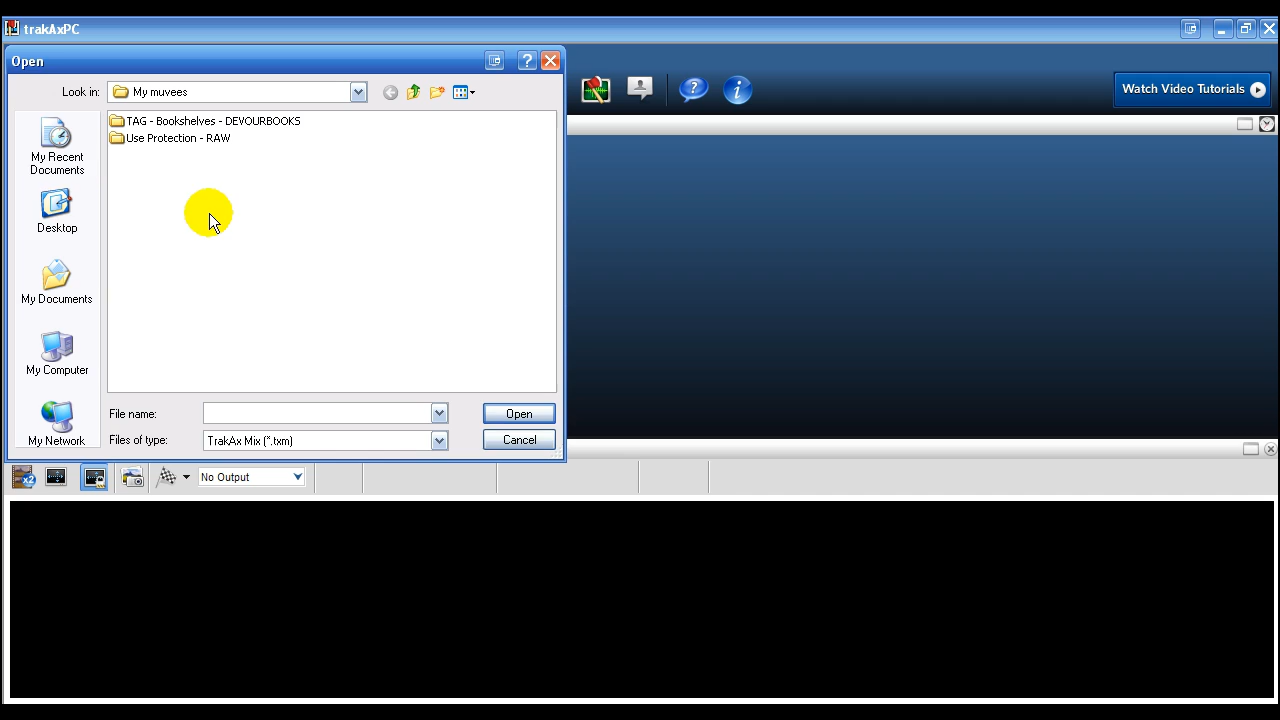 trakAxPC
Open
Look in:
My muvees
Watch Video Tutorials
TAG - Bookshelves - DEVOURBOOKS
Use Protection - RAW
My Recent
Documents
Desktop
My Documents
My Computer
My Network
File name:
Open
Files of type:
TrakAx Mix (*.txm)
Cancel
x2
No Output